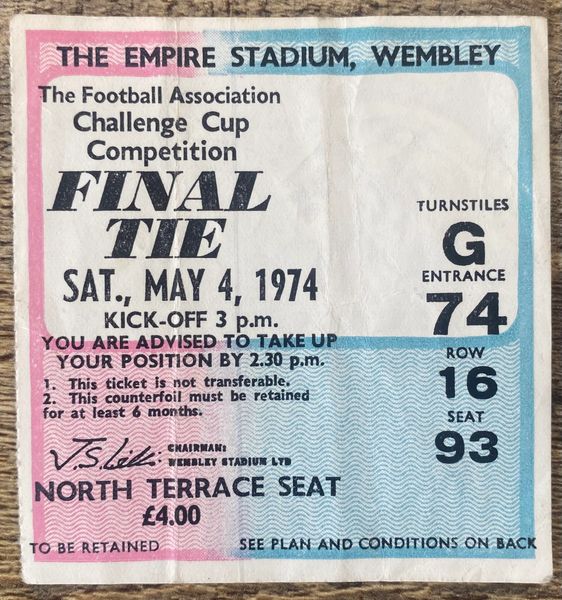 THE EMPIRE STADIUM, WEMBLEY
The Football Association
Challenge Cup
Competition
FINAL
TIE
SAT., MAY 4, 1974
KICK-OFF 3 p.m.
YOU ARE ADVISED TO TAKE UP
YOUR POSITION BY 2.30 p.m.
1. This ticket is not transferable.
2. This counterfoil must be retained
for at least 6 months.
CHAIRMAN:
WEMBLEY STADIUM LTD
NORTH TERRACE SEAT
£4.00
TURNSTILES
G
ENTRANCE
74
ROW
16
SEAT
93
TO BE RETAINED
SEE PLAN AND CONDITIONS ON BACK